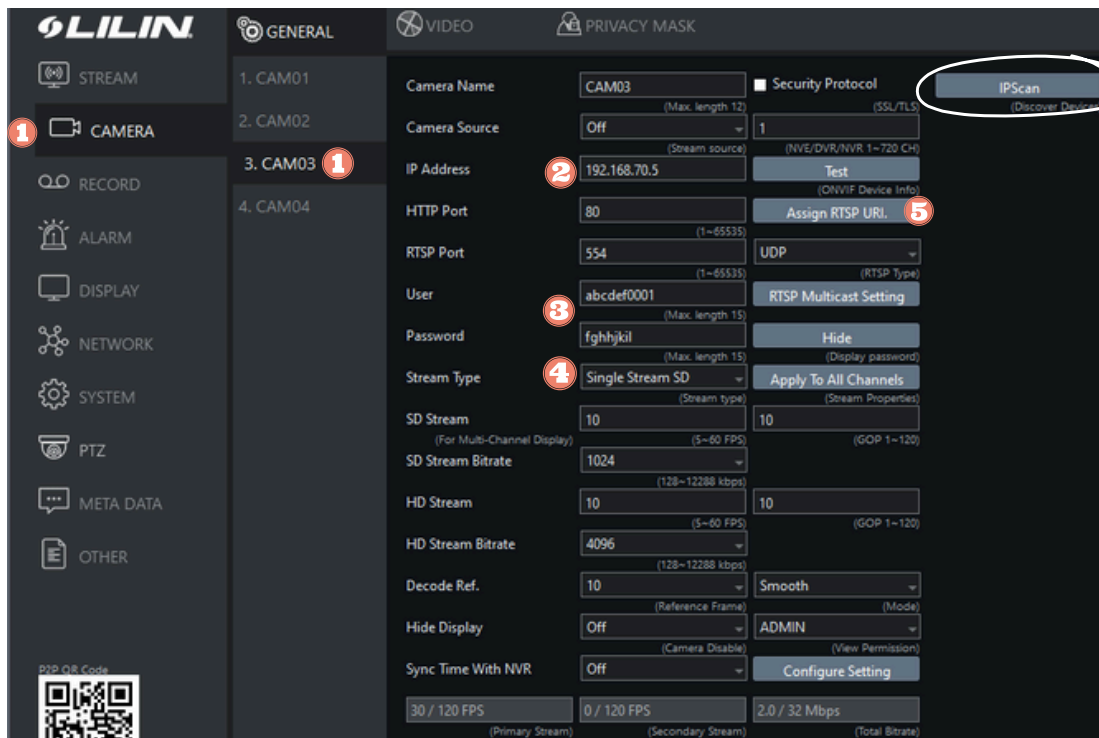 LILIN
GENERAL
VIDEO
PRIVACY MASK
STREAM
1 CAMERA
RECORD
ALARM
DISPLAY
NETWORK
SYSTEM
PTZ
META DATA
OTHER
P2P QR Code
1. CAM01
2. CAM02
3. CAM03 1
4. CAM04
Camera Name CAM03 Security Protocol IPScan
(Max. length 12) (SSL/TLS) (Discover Devices
Camera Source Off 1
(Stream source) (NVE/DVR/NVR 1~720 CH)
IP Address 2 192.168.70.5 Test
(ONVIF Device Info)
HTTP Port 80 Assign RTSP URI. 5
(1~65535)
RTSP Port 554 UDP
(1~65535) (RTSP Type)
User abcdef0001 RTSP Multicast Setting
3 (Max. length 15)
Password fghhjkil Hide
(Max. length 15) (Display password)
Stream Type 4 Single Stream SD Apply To All Channels
(Stream type) (Stream Properties)
SD Stream 10 10
(For Multi-Channel Display) (5~60 FPS) (GOP 1~120)
SD Stream Bitrate 1024
(128~12288 kbps)
HD Stream 10 10
(5~60 FPS) (GOP 1~120)
HD Stream Bitrate 4096
(128~12288 kbps)
Decode Ref. 10 Smooth
(Reference Frame) (Mode)
Hide Display Off ADMIN
(Camera Disable) (View Permission)
Sync Time With NVR Off Configure Setting
30 / 120 FPS 0 / 120 FPS 2.0 / 32 Mbps
(Primary Stream) (Secondary Stream) (Total Bitrate)